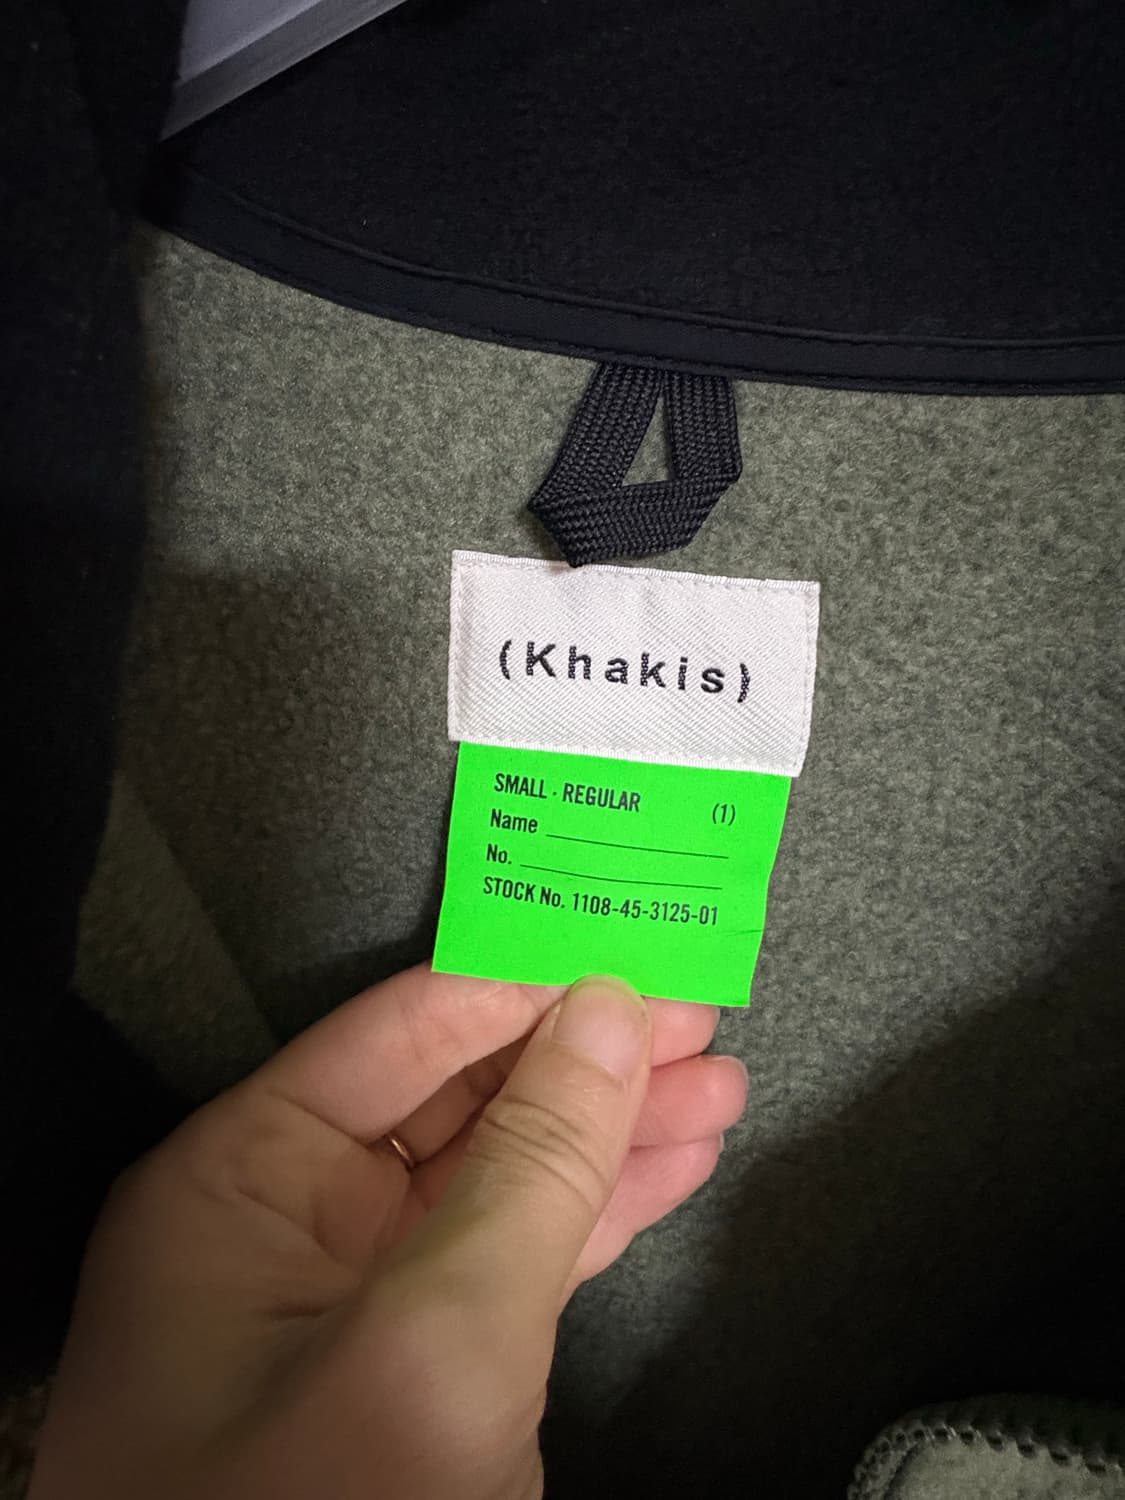 (Khakis)
SMALL · REGULAR (1)
Name
No.
STOCK No. 1108-45-3125-01